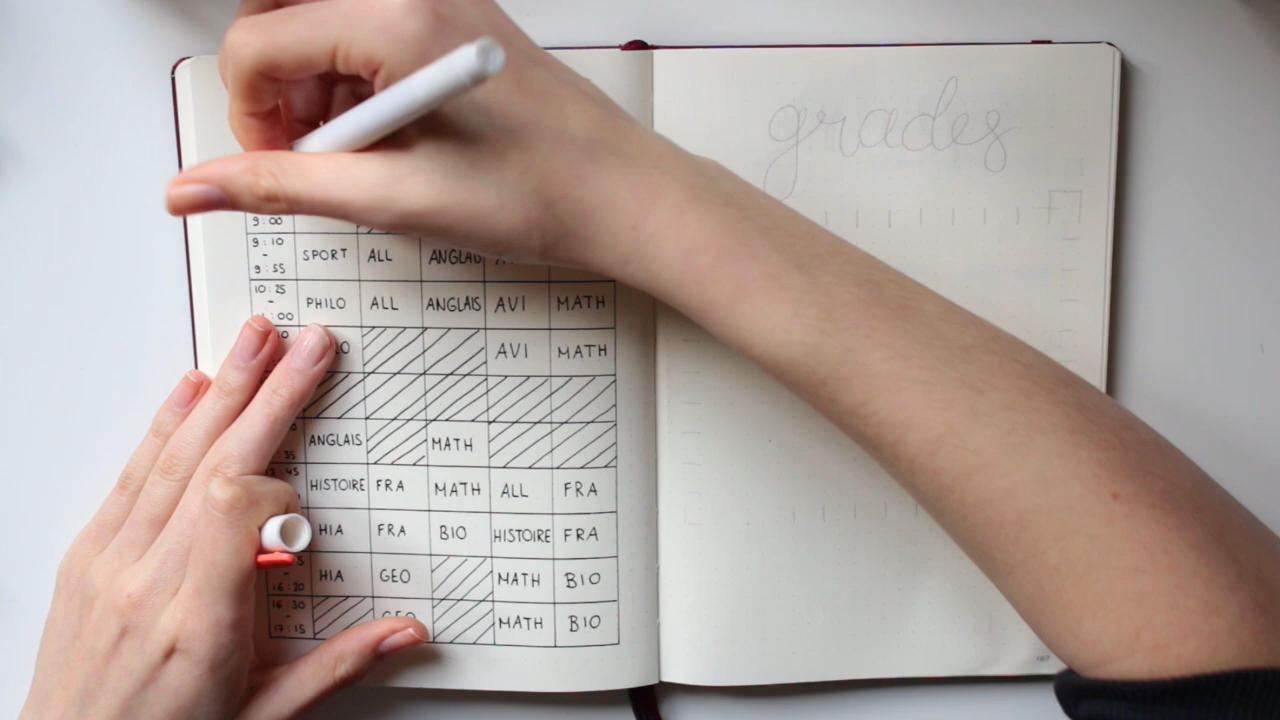 grades
9:00
9:10 - 9:55 SPORT ALL
10:25 - PHILO ALL ANGLAIS AVI MATH
AVI MATH
ANGLAIS MATH
HISTOIRE FRA MATH ALL FRA
HIA FRA BIO HISTOIRE FRA
16:20 HIA GEO MATH BIO
16:30 - 17:15 GEO MATH BIO